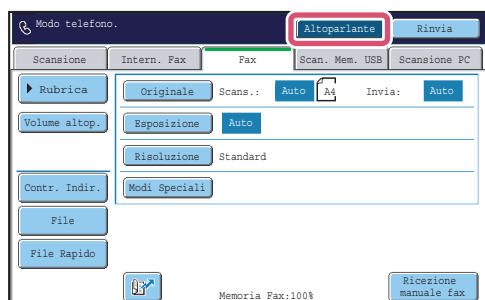 Modo telefono.
Altoparlante
Rinvia
Scansione
Intern. Fax
Fax
Scan. Mem. USB
Scansione PC
Rubrica
Originale
Scans.:
Auto
A4
Invia:
Auto
Volume altop.
Esposizione
Auto
Risoluzione
Standard
Contr. Indir.
Modi Speciali
File
File Rapido
Memoria Fax:100%
Ricezione
manuale fax